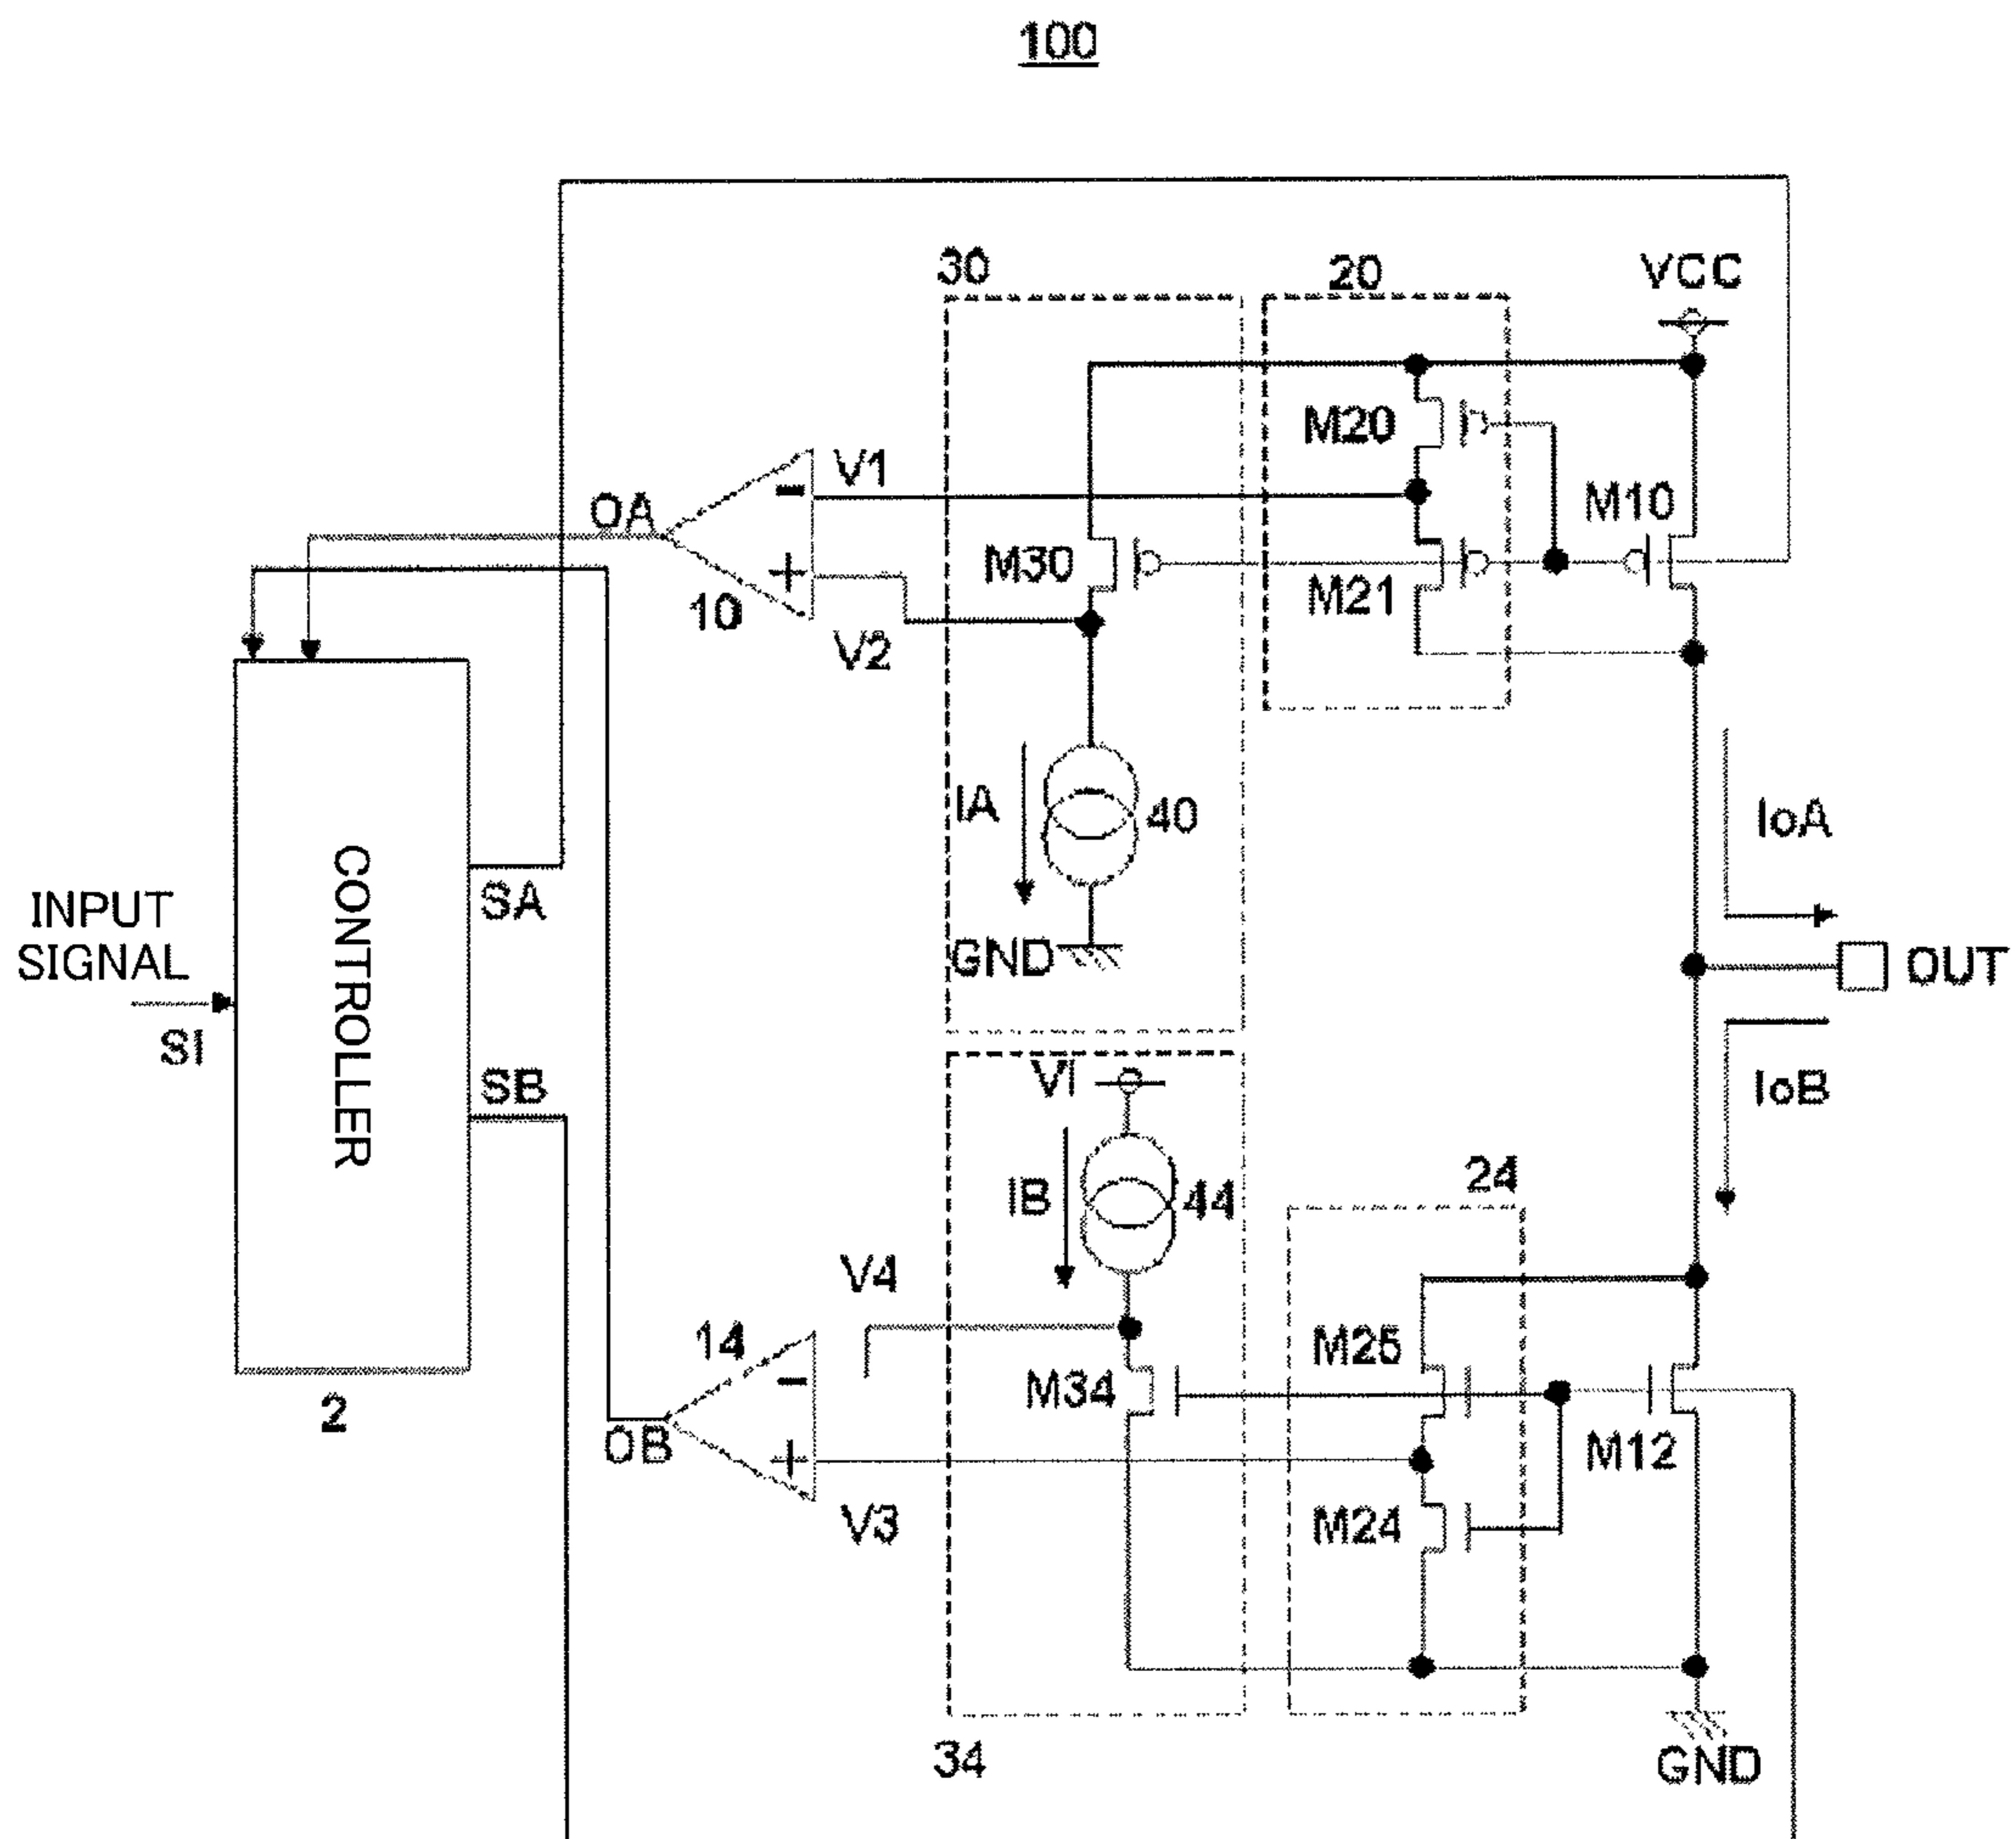 100
30
20
VCC
M20
V1
-
M10
OA
M30
+
M21
10
V2
IA
40
IoA
CONTROLLER
SA
INPUT
SIGNAL
GND
OUT
SI
VI
SB
IoB
24
IB
44
V4
14
M25
-
M34
2
OB
+
M12
V3
M24
34
GND